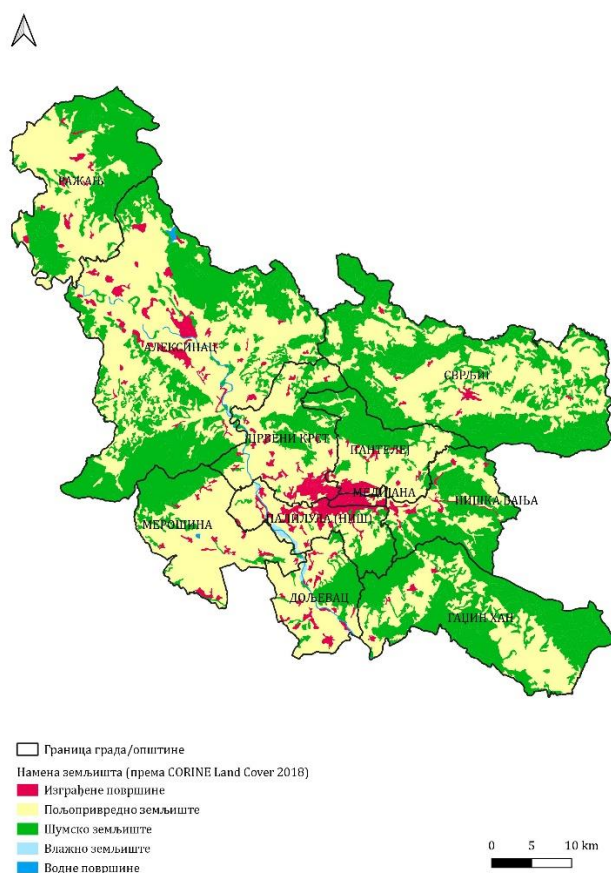 РАЖАЊ
АЛЕКСИНАЦ
СВРЉИГ
ЦРВЕНИ КРСТ
ПАНТЕЛЕЈ
МЕДИЈАНА
НИШКА БАЊА
МЕРОШИНА
ПАЛИЛУЛА (НИШ)
ДОЉЕВАЦ
ГАЏИН ХАН
Граница града/општине
Намена земљишта (према CORINE Land Cover 2018)
Изграђене површине
Пољопривредно земљиште
Шумско земљиште
Влажно земљиште
Водне површине
0 5 10 km